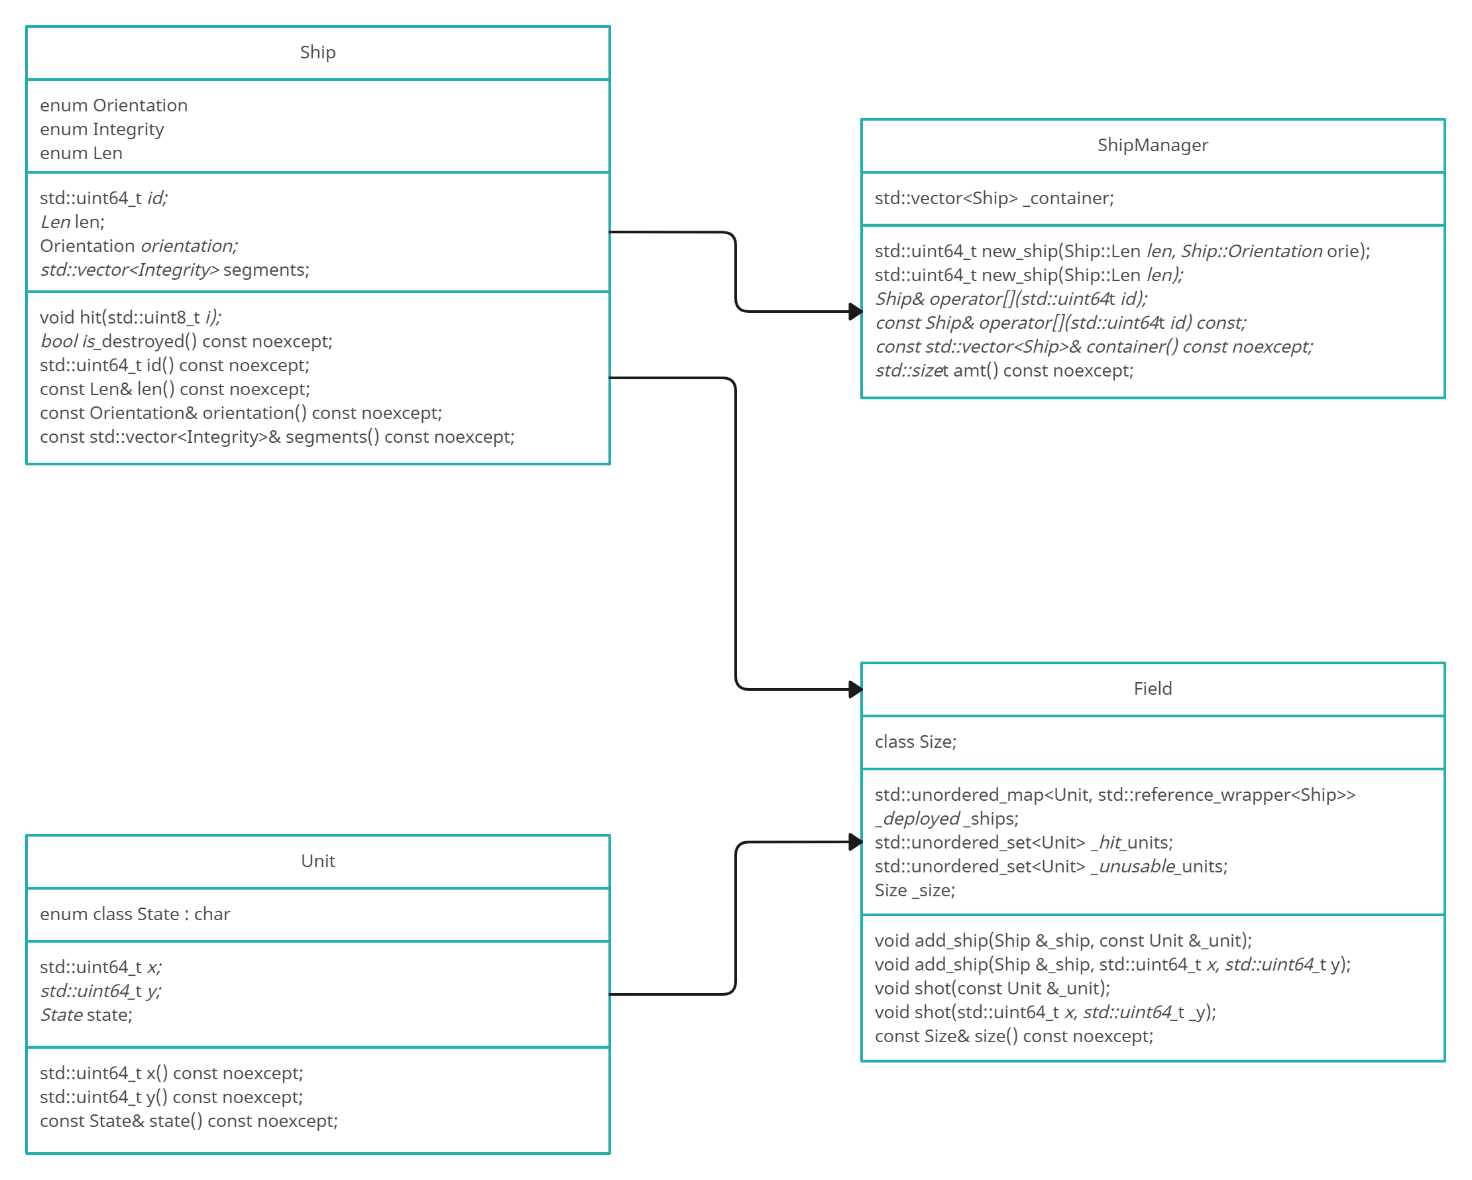 Ship
enum Orientation
enum Integrity
enum Len
std::uint64_t id;
Len len;
Orientation orientation;
std::vector<Integrity> segments;
void hit(std::uint8_t i);
bool is_destroyed() const noexcept;
std::uint64_t id() const noexcept;
const Len& len() const noexcept;
const Orientation& orientation() const noexcept;
const std::vector<Integrity>& segments() const noexcept;
ShipManager
std::vector<Ship> _container;
std::uint64_t new_ship(Ship::Len len, Ship::Orientation orie);
std::uint64_t new_ship(Ship::Len len);
Ship& operator[](std::uint64t id);
const Ship& operator[](std::uint64t id) const;
const std::vector<Ship>& container() const noexcept;
std::sizet amt() const noexcept;
Field
class Size;
std::unordered_map<Unit, std::reference_wrapper<Ship>>
_deployed _ships;
std::unordered_set<Unit> _hit_units;
std::unordered_set<Unit> _unusable_units;
Size _size;
void add_ship(Ship &_ship, const Unit &_unit);
void add_ship(Ship &_ship, std::uint64_t x, std::uint64_t y);
void shot(const Unit &_unit);
void shot(std::uint64_t x, std::uint64_t _y);
const Size& size() const noexcept;
Unit
enum class State : char
std::uint64_t x;
std::uint64_t y;
State state;
std::uint64_t x() const noexcept;
std::uint64_t y() const noexcept;
const State& state() const noexcept;